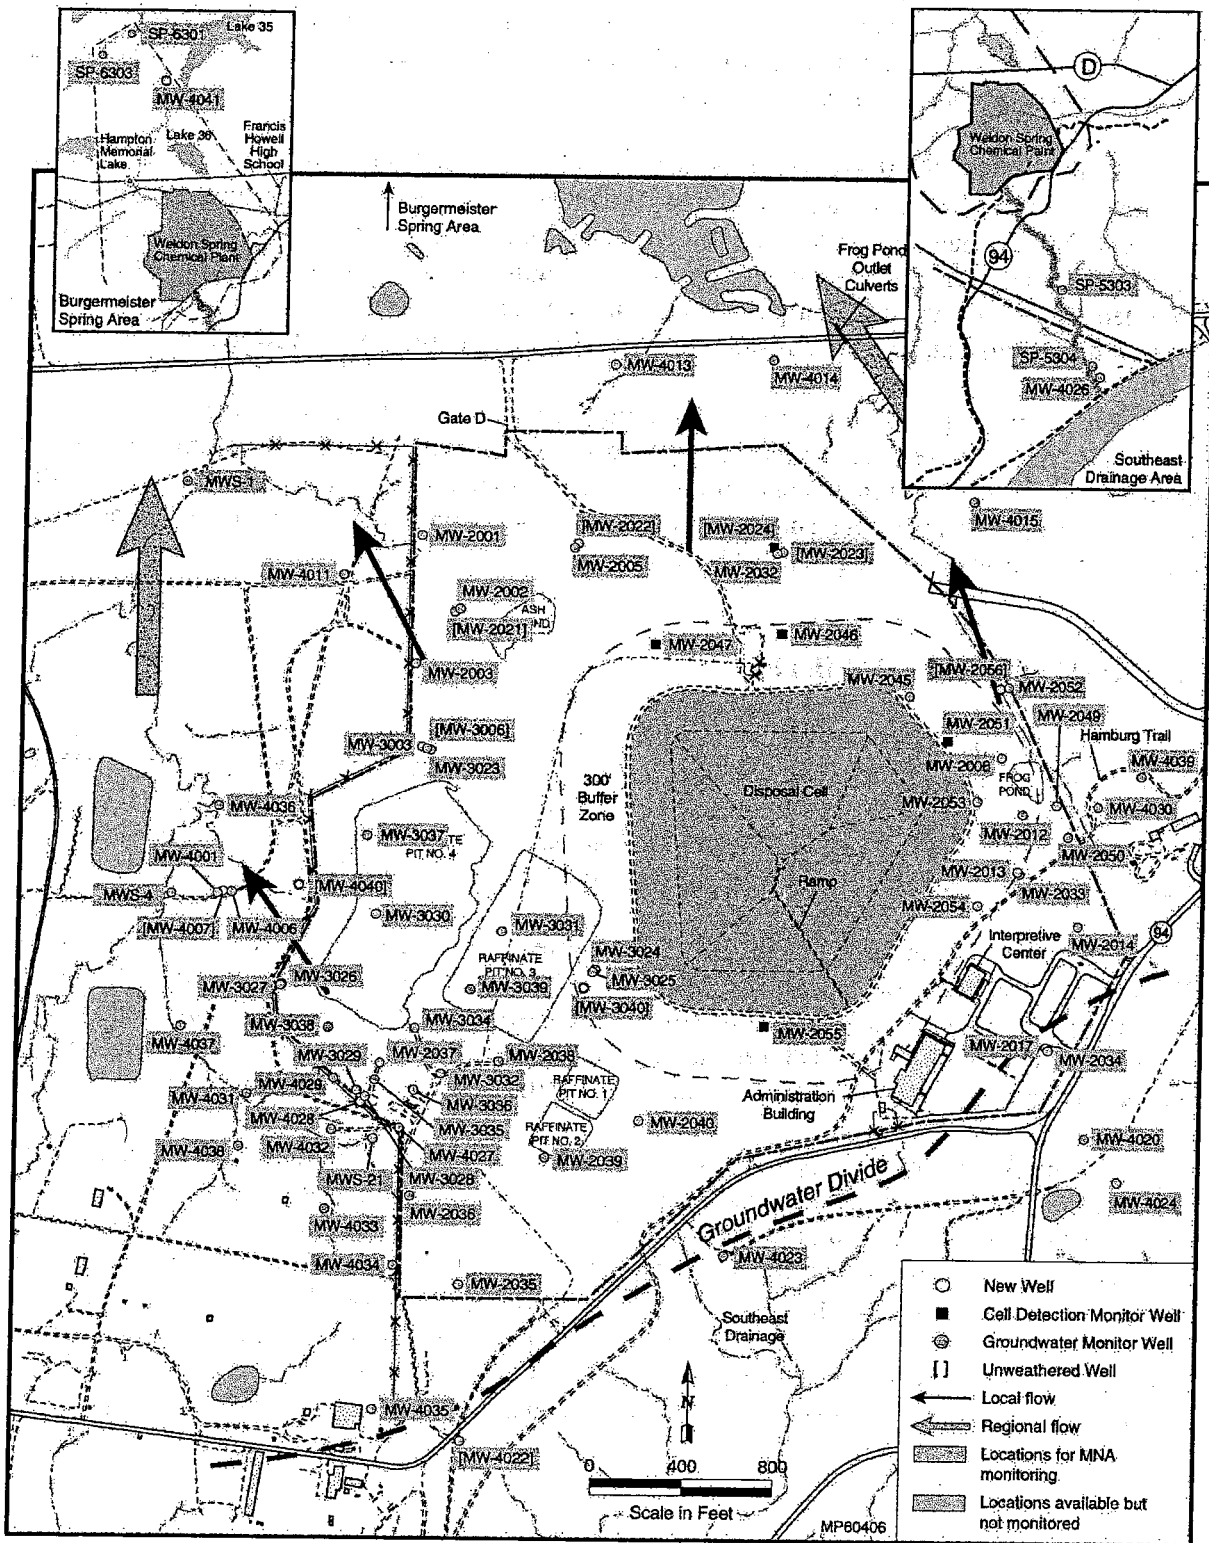 SP-6301
Lake 35
SP-6303
MW-4041
Hampton
Memorial
Lake
Lake 36
Francis
Howell
High
School
Weldon Spring
Chemical Plant
Burgermeister
Spring Area
D
Weldon Spring
Chemical Plant
94
SP-5303
SP-5304
MW-4026
Southeast
Drainage Area
Burgermeister
Spring Area
Frog Pond
Outlet
Culverts
MW-4013
MW-4014
Gate D
MWS-1
MW-2001
[MW-2022]
MW-2005
[MW-2024]
[MW-2023]
MW-2032
MW-4015
MW-4011
MW-2002
[MW-2021]
ASH
MW-2003
MW-2047
MW-2046
[MW-2056]
MW-2052
MW-2045
MW-2051
MW-2049
Hamburg Trail
MW-3003
[MW-3006]
MW-3023
300'
Buffer
Zone
Disposal Cell
MW-2006
FROG
POND
MW-4039
MW-4036
MW-2053
MW-4030
MW-3037
PIT NO. 4
MW-2012
MW-2050
MW-4001
MWS-4
[MW-4007]
MW-4006
[MW-4040]
Ramp
MW-2013
MW-2033
MW-3030
MW-3031
MW-2054
MW-2014
94
Interpretive
Center
RAFFINATE
PIT NO. 3
MW-3024
MW-3025
MW-3026
MW-3027
MW-3039
[MW-3040]
MW-4037
MW-3038
MW-3034
MW-2055
MW-2017
MW-2034
MW-3029
MW-2037
MW-2038
MW-4029
MW-3032
RAFFINATE
PIT NO. 1
MW-4031
MW-3036
Administration
Building
MW-4028
MW-3035
RAFFINATE
PIT NO. 2
MW-2040
MW-4032
MW-4027
MW-4038
MW-2039
MW-4020
MWS-21
MW-3028
MW-4024
MW-2036
Groundwater Divide
MW-4033
MW-4034
MW-4023
MW-2035
Southeast
Drainage
MW-4035
[MW-4022]
N
0 400 800
Scale in Feet
MP60406
New Well
Cell Detection Monitor Well
Groundwater Monitor Well
[ ] Unweathered Well
Local flow
Regional flow
Locations for MNA
monitoring
Locations available but
not monitored